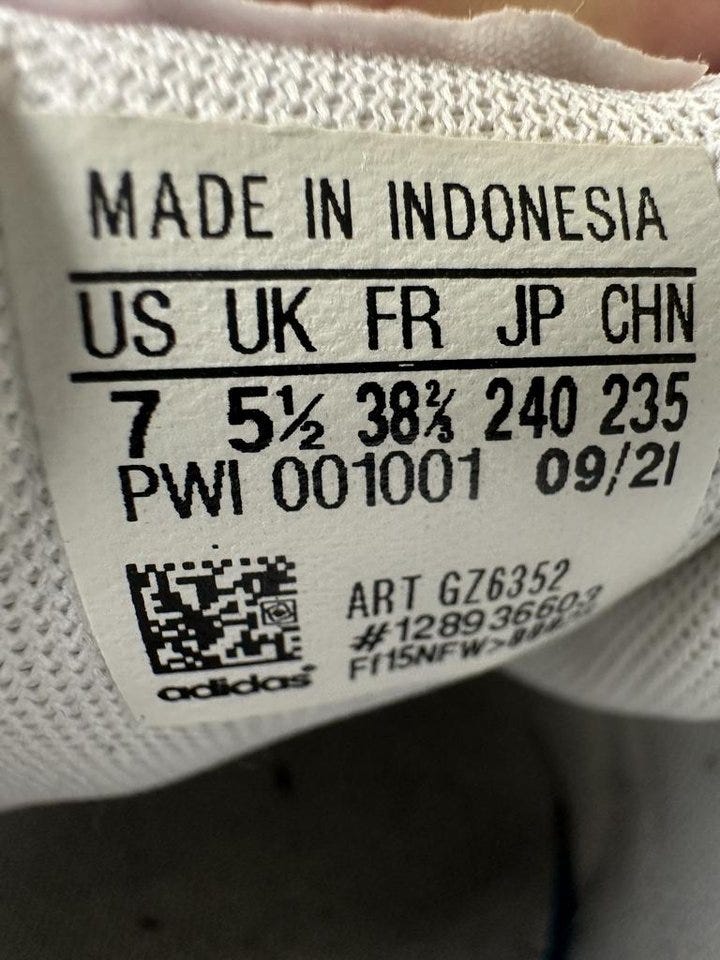 MADE IN INDONESIA
US UK FR JP CHN
7 5½ 38⅔ 240 235
PWI 001001 09/21
ART GZ6352
#128936603
adidas